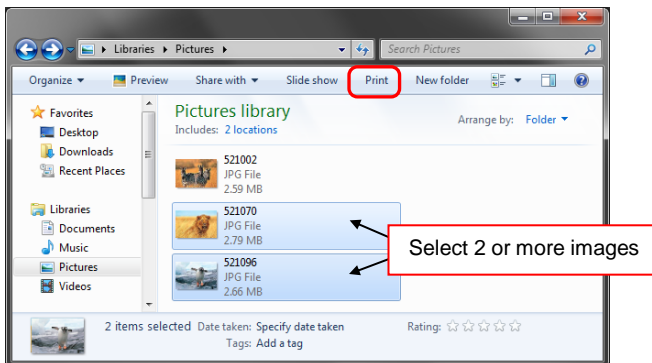 Libraries Pictures
Search Pictures
Organize Preview Share with Slide show Print New folder
Favorites
Desktop
Downloads
Recent Places
Libraries
Documents
Music
Pictures
Videos
Pictures library
Includes: 2 locations
Arrange by: Folder
521002
JPG File
2.59 MB
521070
JPG File
2.79 MB
521096
JPG File
2.66 MB
Select 2 or more images
2 items selected Date taken: Specify date taken Rating:
Tags: Add a tag